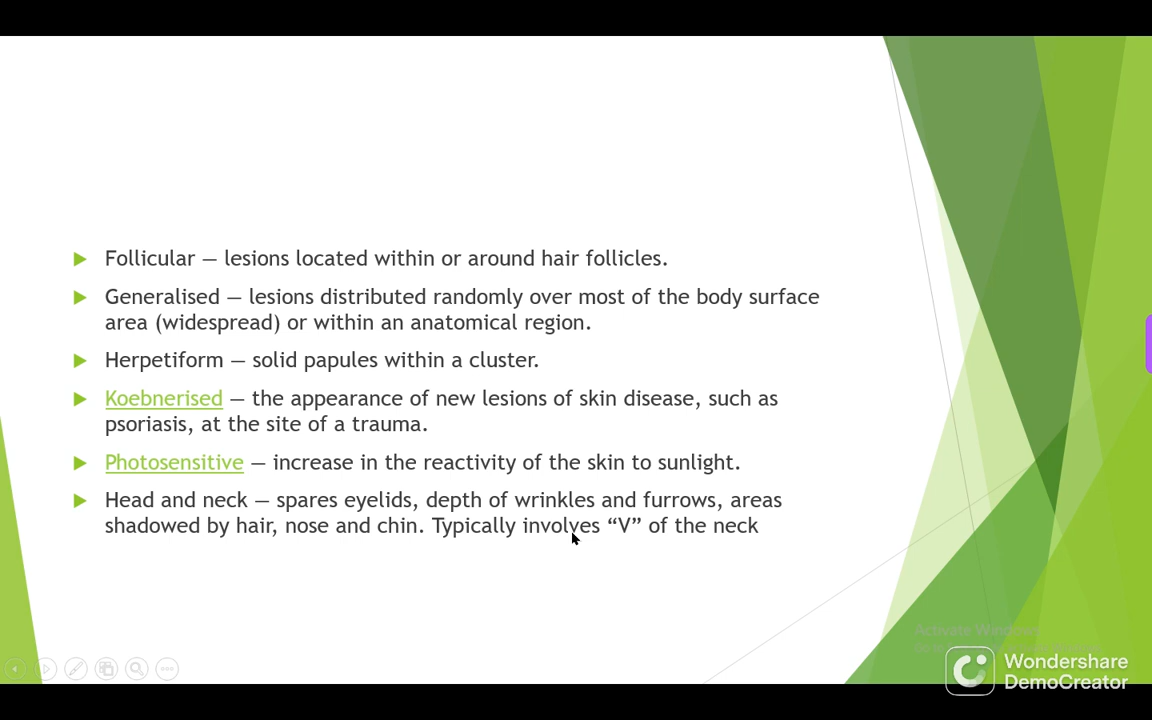 Follicular — lesions located within or around hair follicles.
Generalised — lesions distributed randomly over most of the body surface
area (widespread) or within an anatomical region.
Herpetiform — solid papules within a cluster.
Koebnerised — the appearance of new lesions of skin disease, such as
psoriasis, at the site of a trauma.
Photosensitive — increase in the reactivity of the skin to sunlight.
Head and neck — spares eyelids, depth of wrinkles and furrows, areas
shadowed by hair, nose and chin. Typically involves “V” of the neck
Activate Windows
Wondershare
DemoCreator